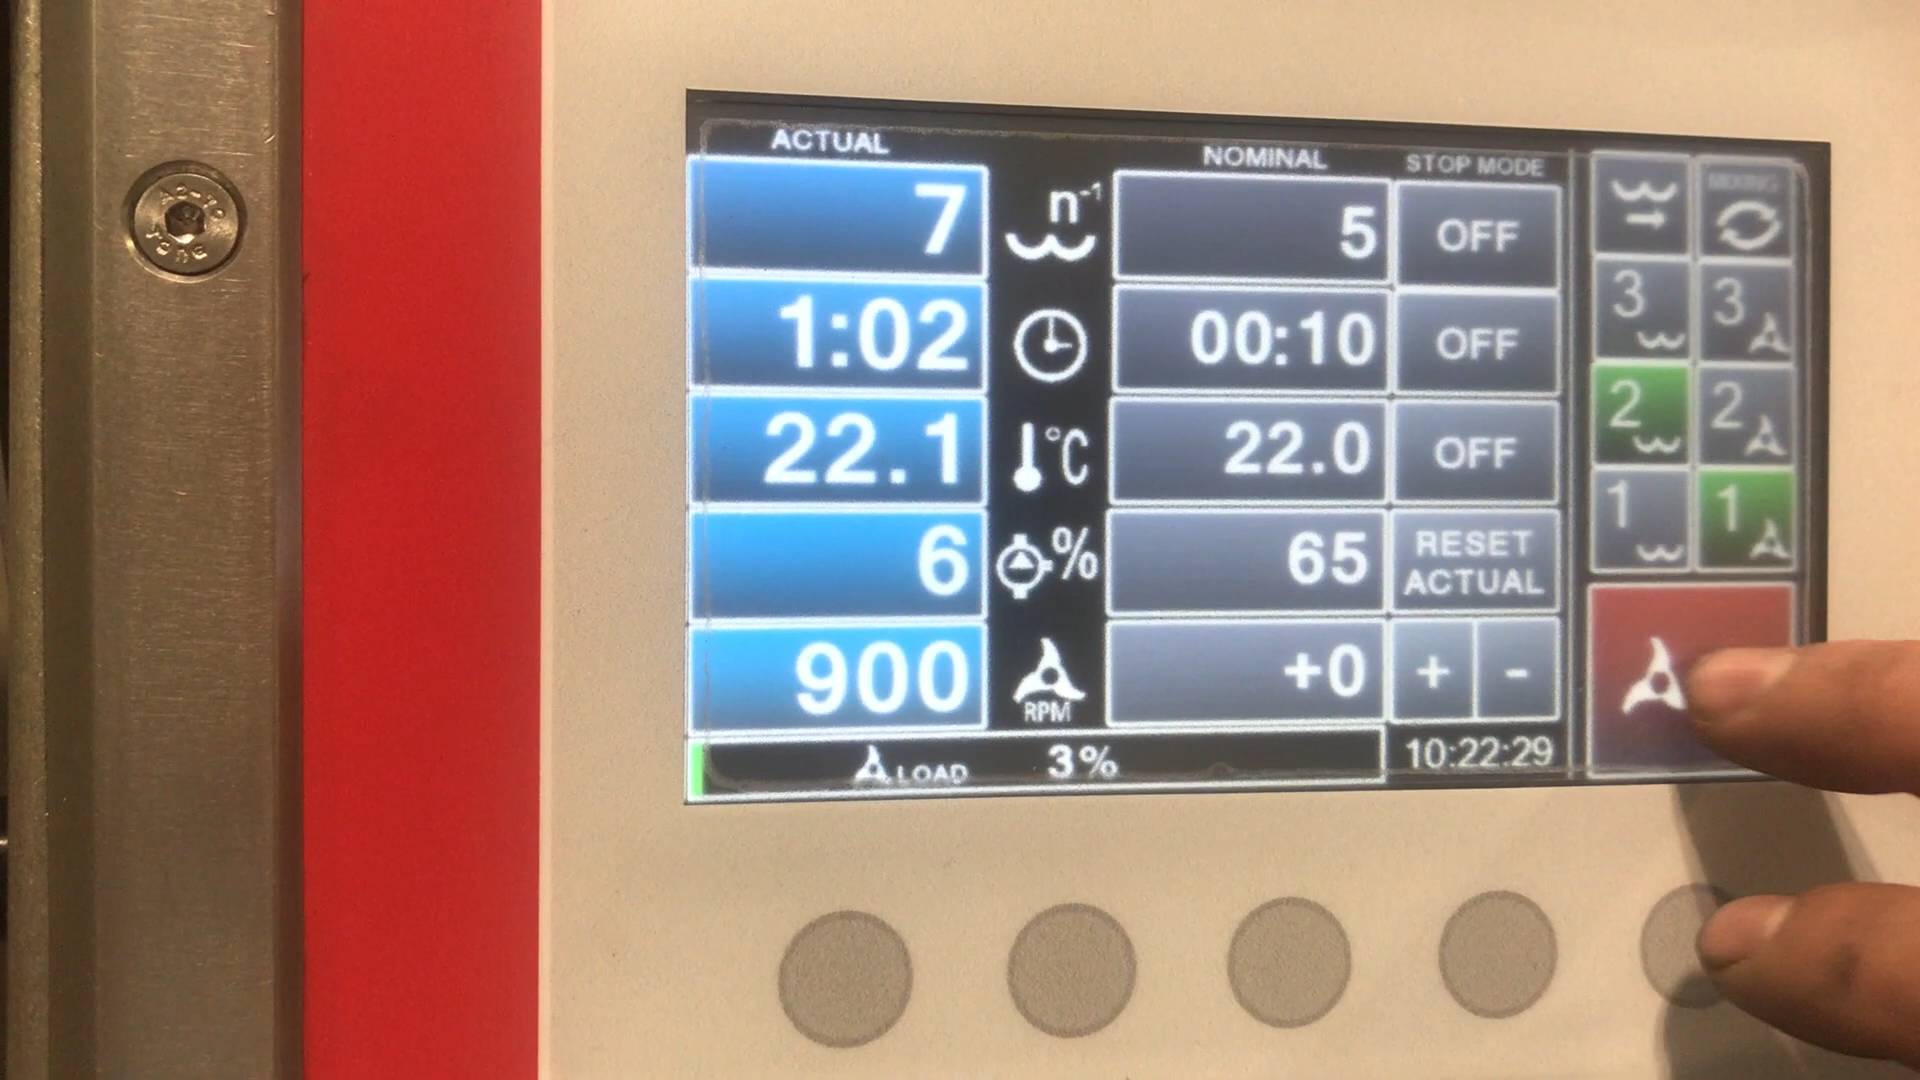 ACTUAL NOMINAL STOP MODE
7 n⁻¹ 5 OFF
MIXING
1:02 00:10 OFF
3 3
22.1 °C 22.0 OFF
2 2
6 % 65 RESET ACTUAL
1 1
900 RPM +0 + -
LOAD 3% 10:22:29